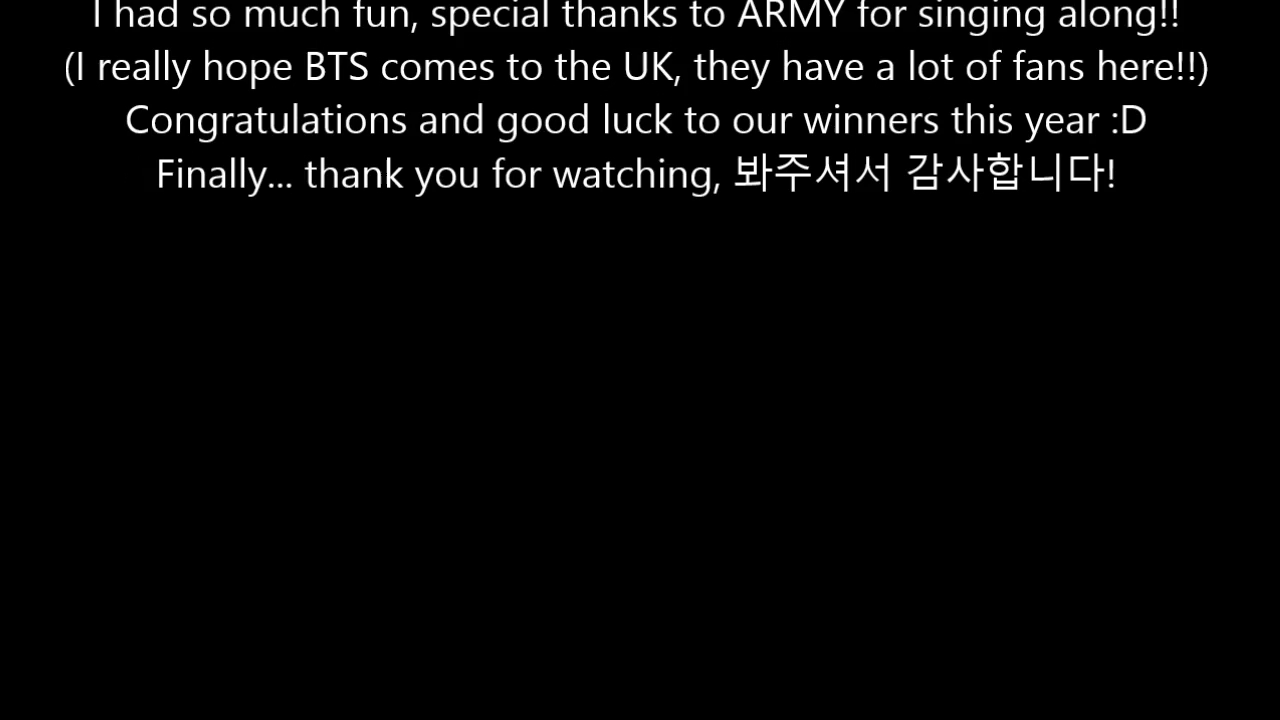 I had so much fun, special thanks to ARMY for singing along!!
(I really hope BTS comes to the UK, they have a lot of fans here!!)
Congratulations and good luck to our winners this year :D
Finally... thank you for watching, 봐주셔서 감사합니다!